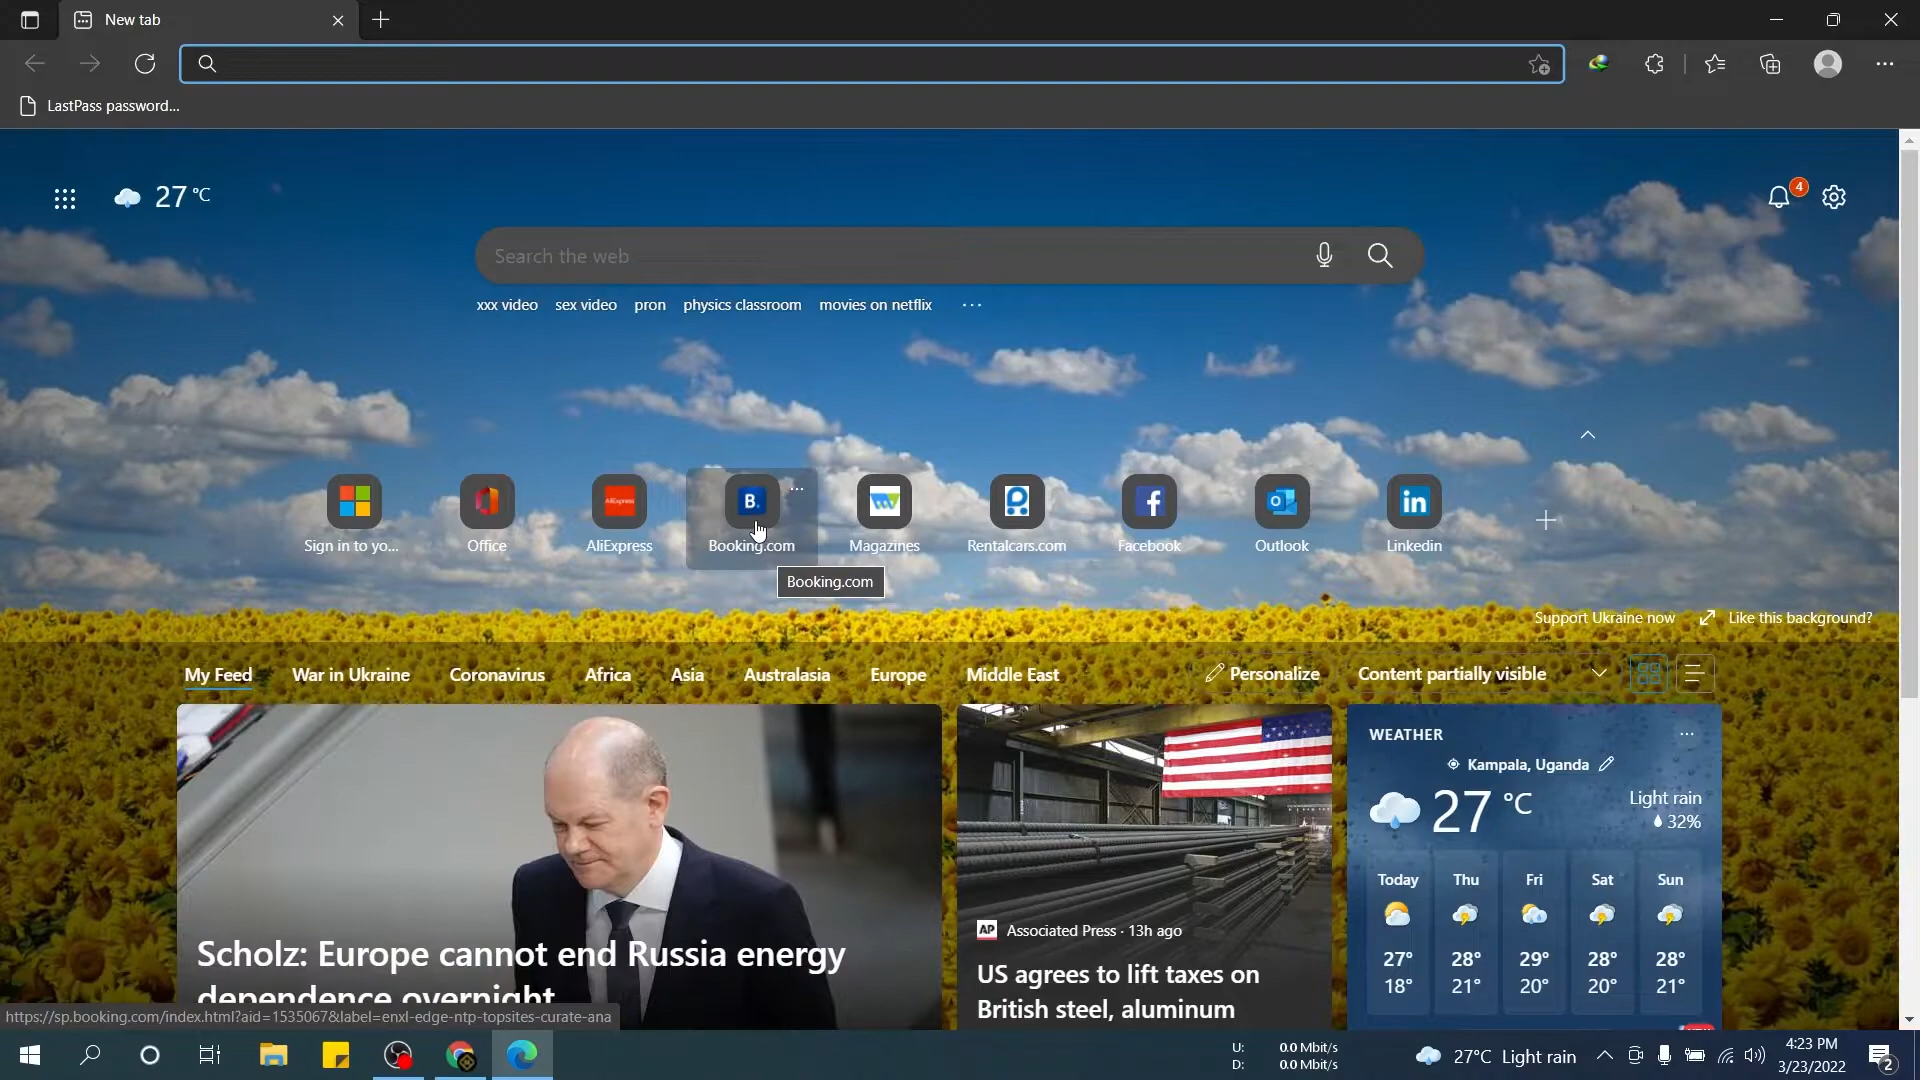 New tab
LastPass password...
27 °C
4
Search the web
xxx video sex video pron physics classroom movies on netflix ...
Sign in to yo...
Office
AliExpress
AliExpress
B.
Booking.com
Magazines
Rentalcars.com
Facebook
Outlook
Linkedin
Booking.com
Support Ukraine now
Like this background?
My Feed War in Ukraine Coronavirus Africa Asia Australasia Europe Middle East
Personalize
Content partially visible
Scholz: Europe cannot end Russia energy
dependence overnight
AP Associated Press · 13h ago
US agrees to lift taxes on
British steel, aluminum
WEATHER
Kampala, Uganda
27 °C
Light rain
32%
Today Thu Fri Sat Sun
27° 28° 29° 28° 28°
18° 21° 20° 20° 21°
https://sp.booking.com/index.html?aid=1535067&label=enxl-edge-ntp-topsites-curate-ana
U: 0.0 Mbit/s
D: 0.0 Mbit/s
27°C Light rain
4:23 PM
3/23/2022
2